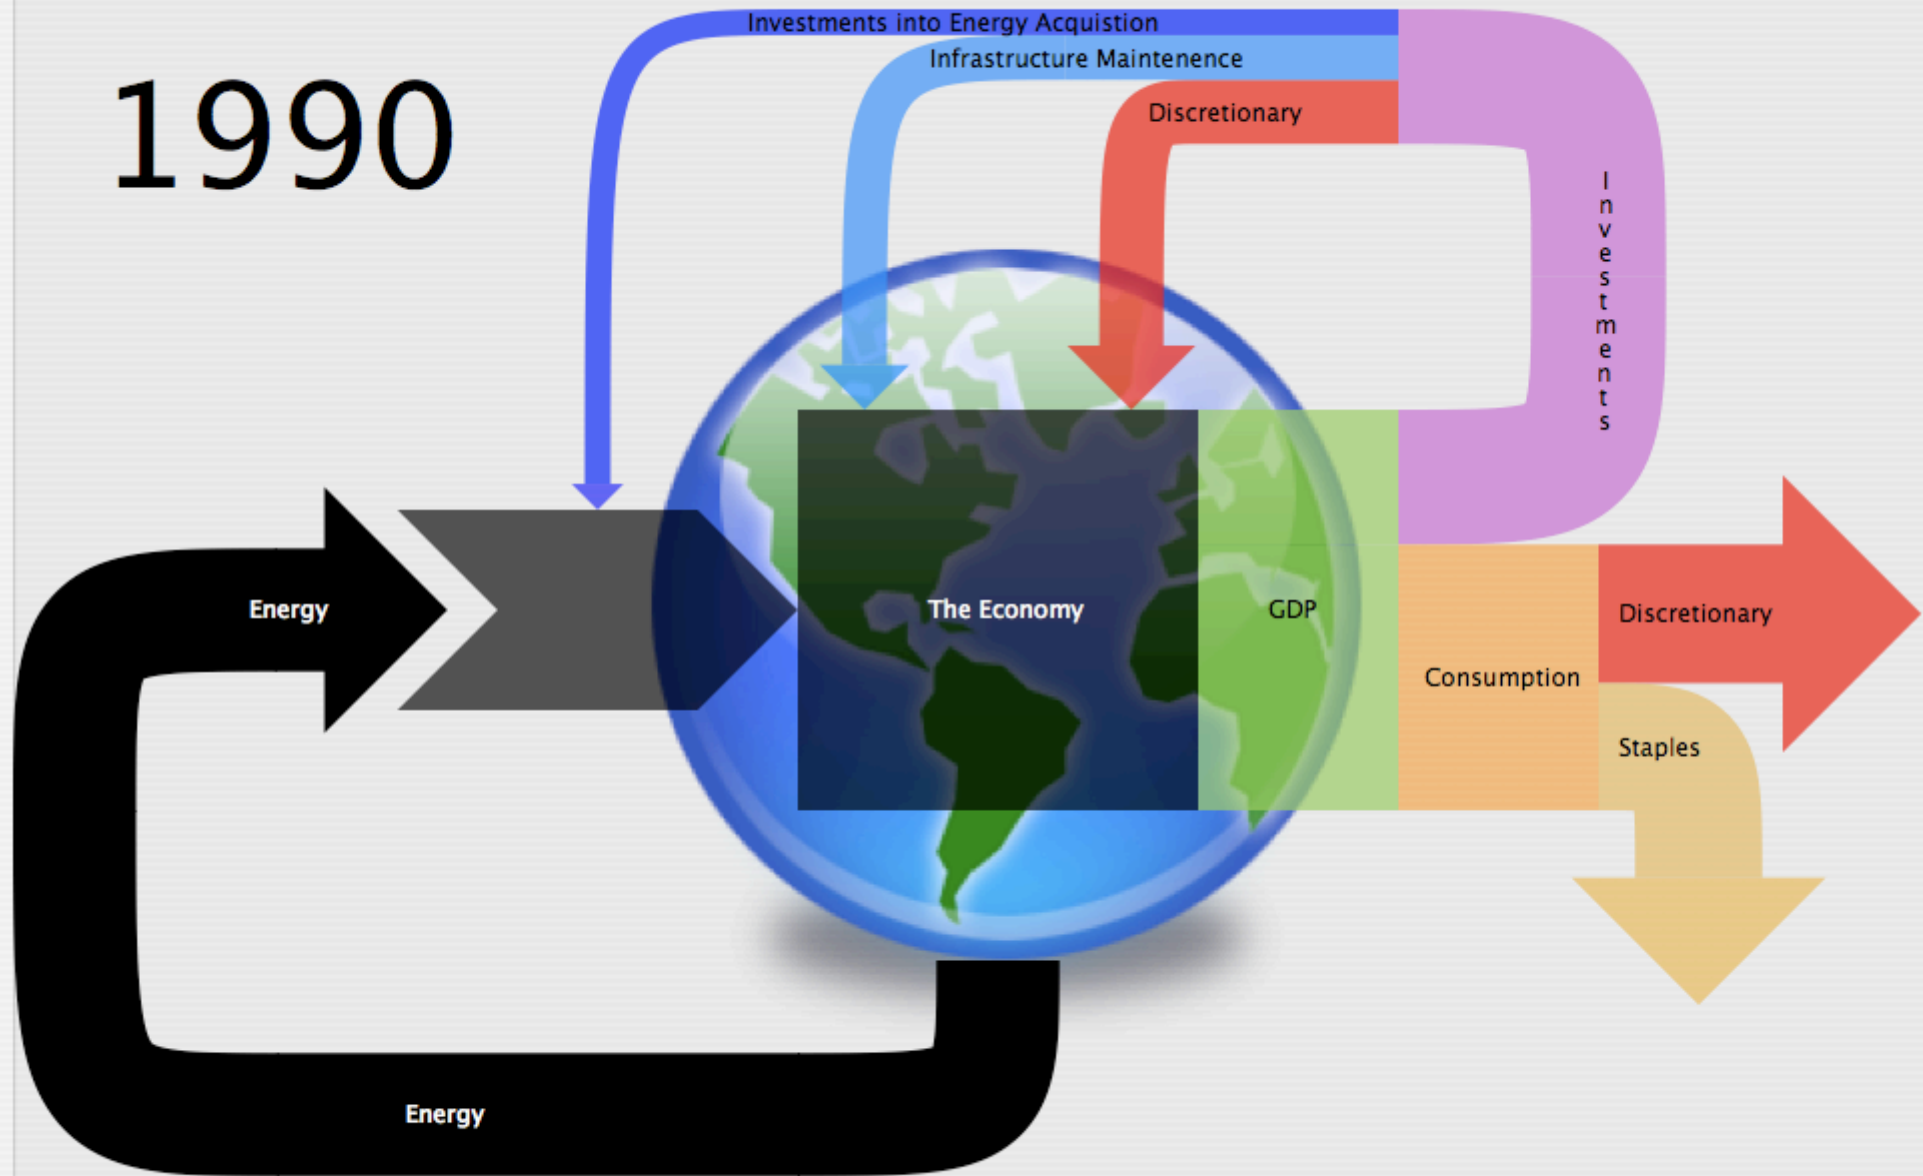 1990
Investments into Energy Acquistion
Infrastructure Maintenence
Discretionary
Investments
Energy
The Economy
GDP
Consumption
Discretionary
Staples
Energy